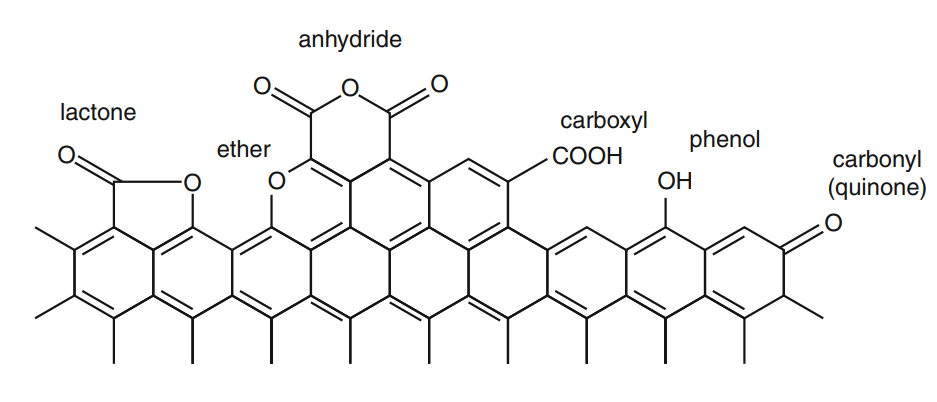 anhydride
O
O
O
lactone
carboxyl
ether
phenol
O
COOH
carbonyl
(quinone)
O
O
OH
O